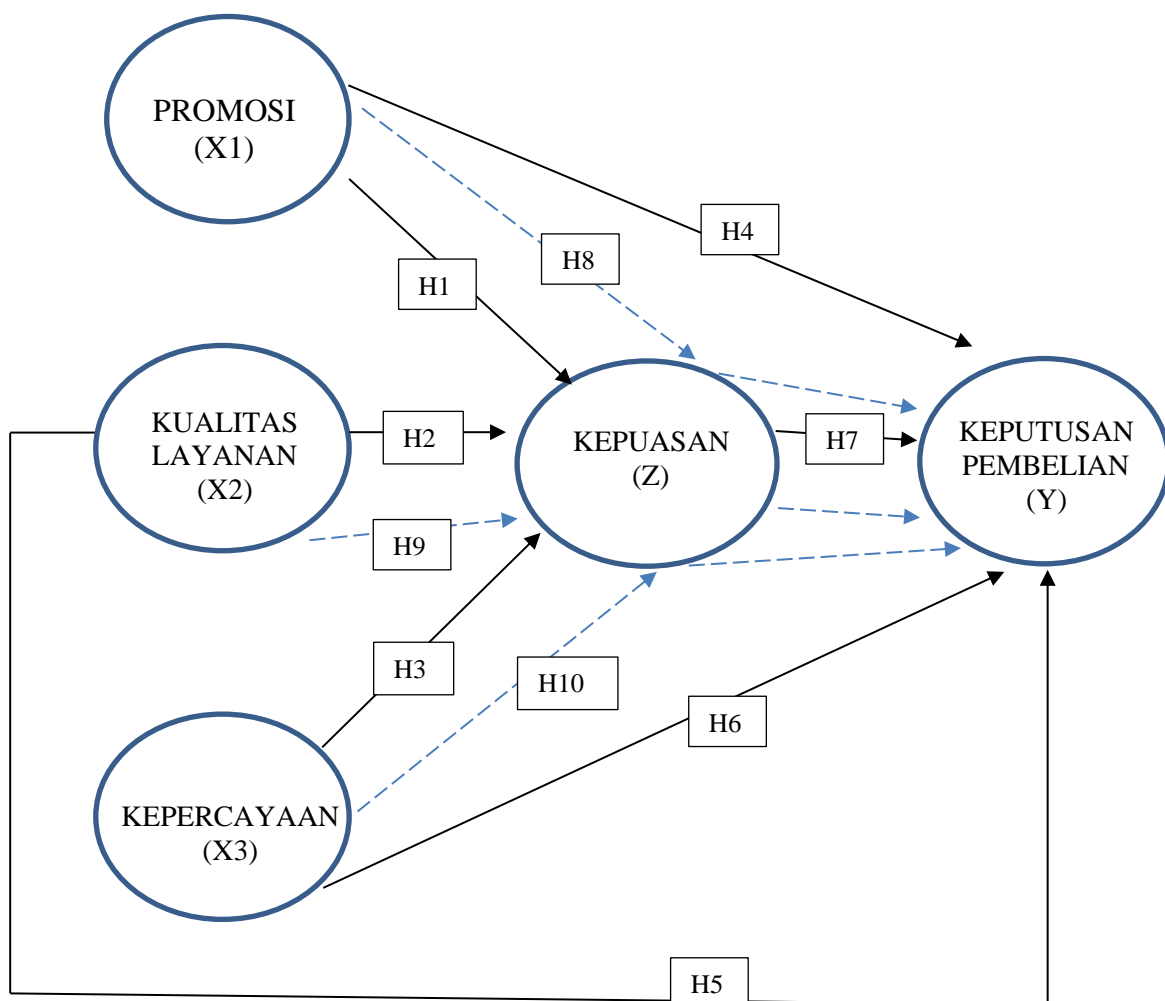 PROMOSI
(X1)
H4
H8
H1
KUALITAS
LAYANAN
(X2)
H2
KEPUASAN
(Z)
H7
KEPUTUSAN
PEMBELIAN
(Y)
H9
H3
H10
H6
KEPERCAYAAN
(X3)
H5